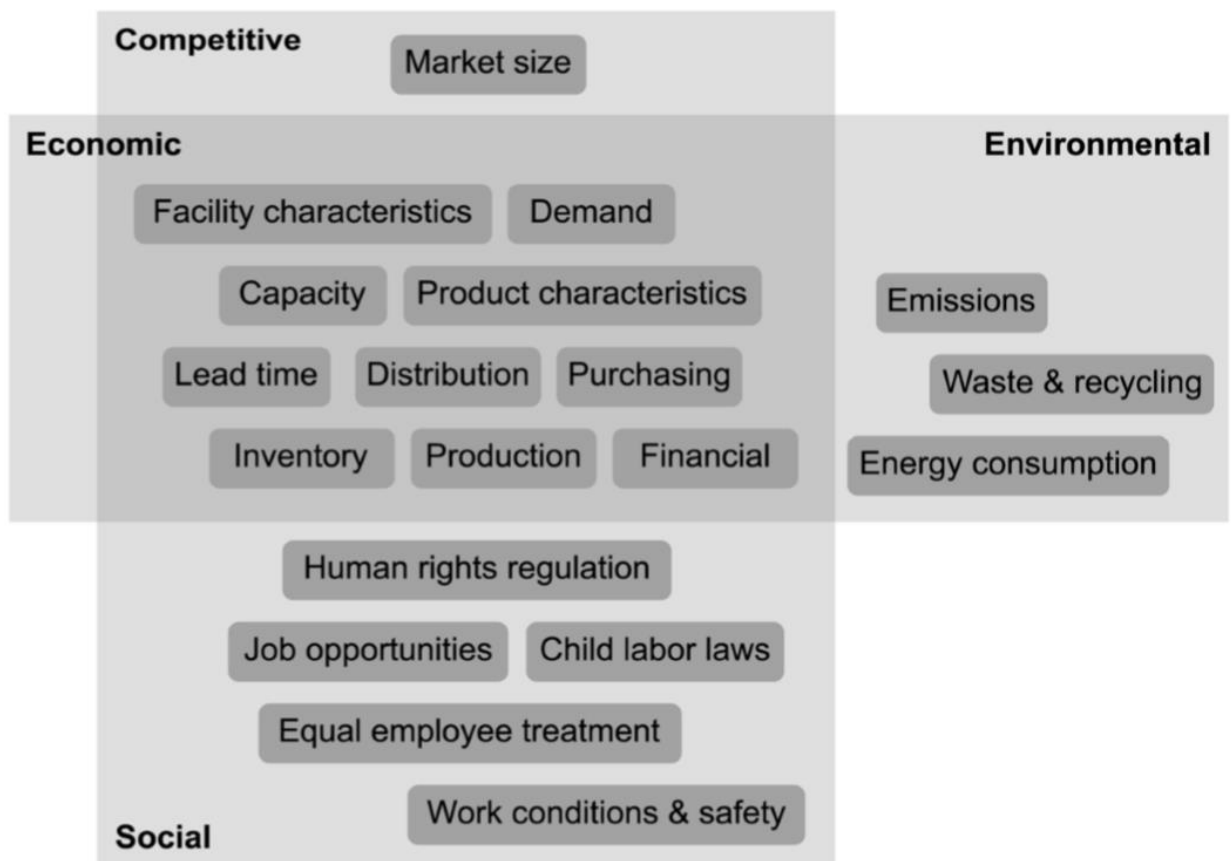 Competitive
Market size
Economic
Environmental
Facility characteristics
Demand
Capacity
Product characteristics
Emissions
Lead time
Distribution
Purchasing
Waste & recycling
Inventory
Production
Financial
Energy consumption
Human rights regulation
Job opportunities
Child labor laws
Equal employee treatment
Work conditions & safety
Social